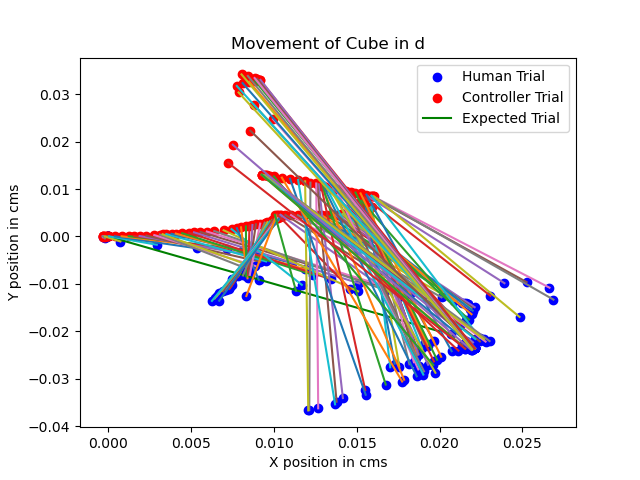 Movement of Cube in d
Human Trial
Controller Trial
Expected Trial
Y position in cms
0.03
0.02
0.01
0.00
−0.01
−0.02
−0.03
−0.04
0.000 0.005 0.010 0.015 0.020 0.025
X position in cms